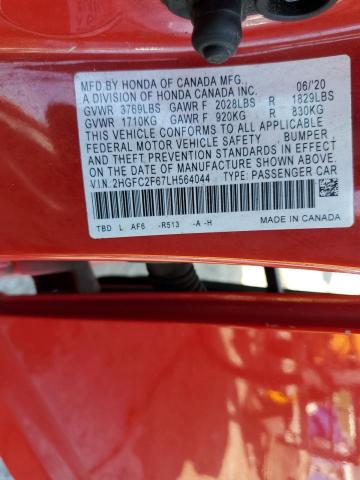 MFD.BY HONDA OF CANADA MFG., 06/'20
A DIVISION OF HONDA CANADA INC.
GVWR 3769LBS GAWR F 2028LBS R 1829LBS
GVWR 1710KG GAWR F 920KG R 830KG
THIS VEHICLE CONFORMS TO ALL APPLICABLE
FEDERAL MOTOR VEHICLE SAFETY BUMPER,
AND THEFT PREVENTION STANDARDS IN EFFECT
ON THE DATE OF MANUFACTURE SHOWN ABOVE.
V.I.N. 2HGFC2F67LH564044 TYPE: PASSENGER CAR
TBD L AF6 -R513 -A -H MADE IN CANADA